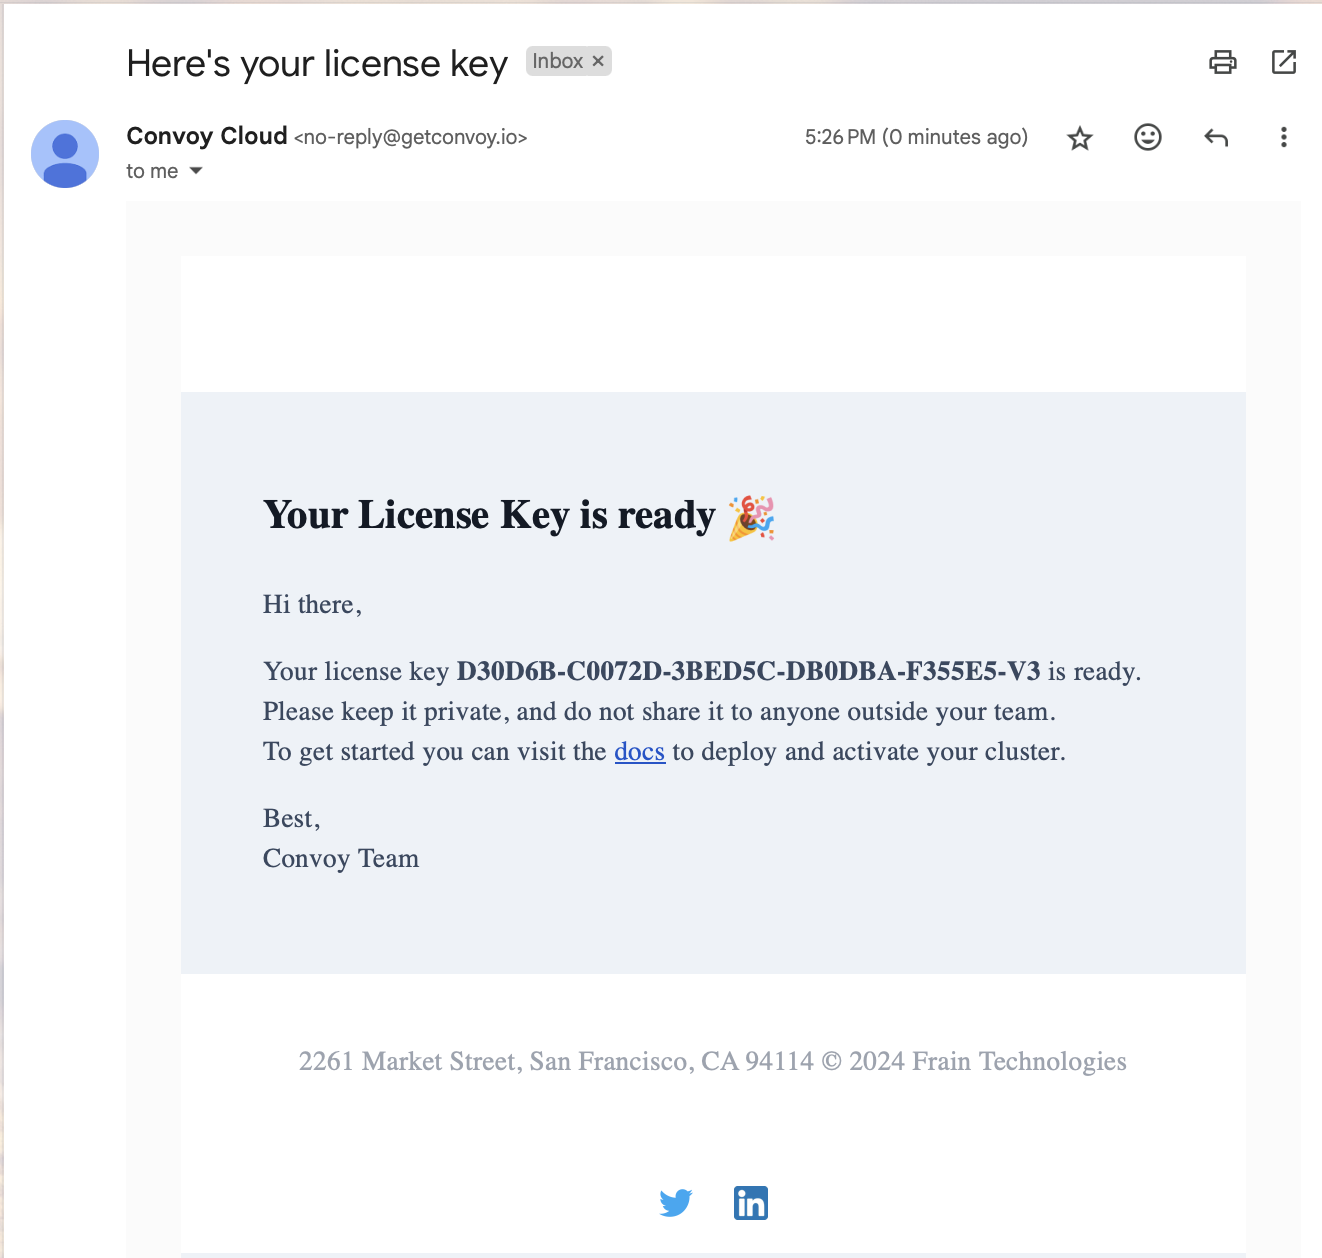 Here's your license key Inbox ×
Convoy Cloud <no-reply@getconvoy.io> 5:26 PM (0 minutes ago)
to me
Your License Key is ready 🎉
Hi there,
Your license key D30D6B-C0072D-3BED5C-DB0DBA-F355E5-V3 is ready.
Please keep it private, and do not share it to anyone outside your team.
To get started you can visit the docs to deploy and activate your cluster.
Best,
Convoy Team
2261 Market Street, San Francisco, CA 94114 © 2024 Frain Technologies
in